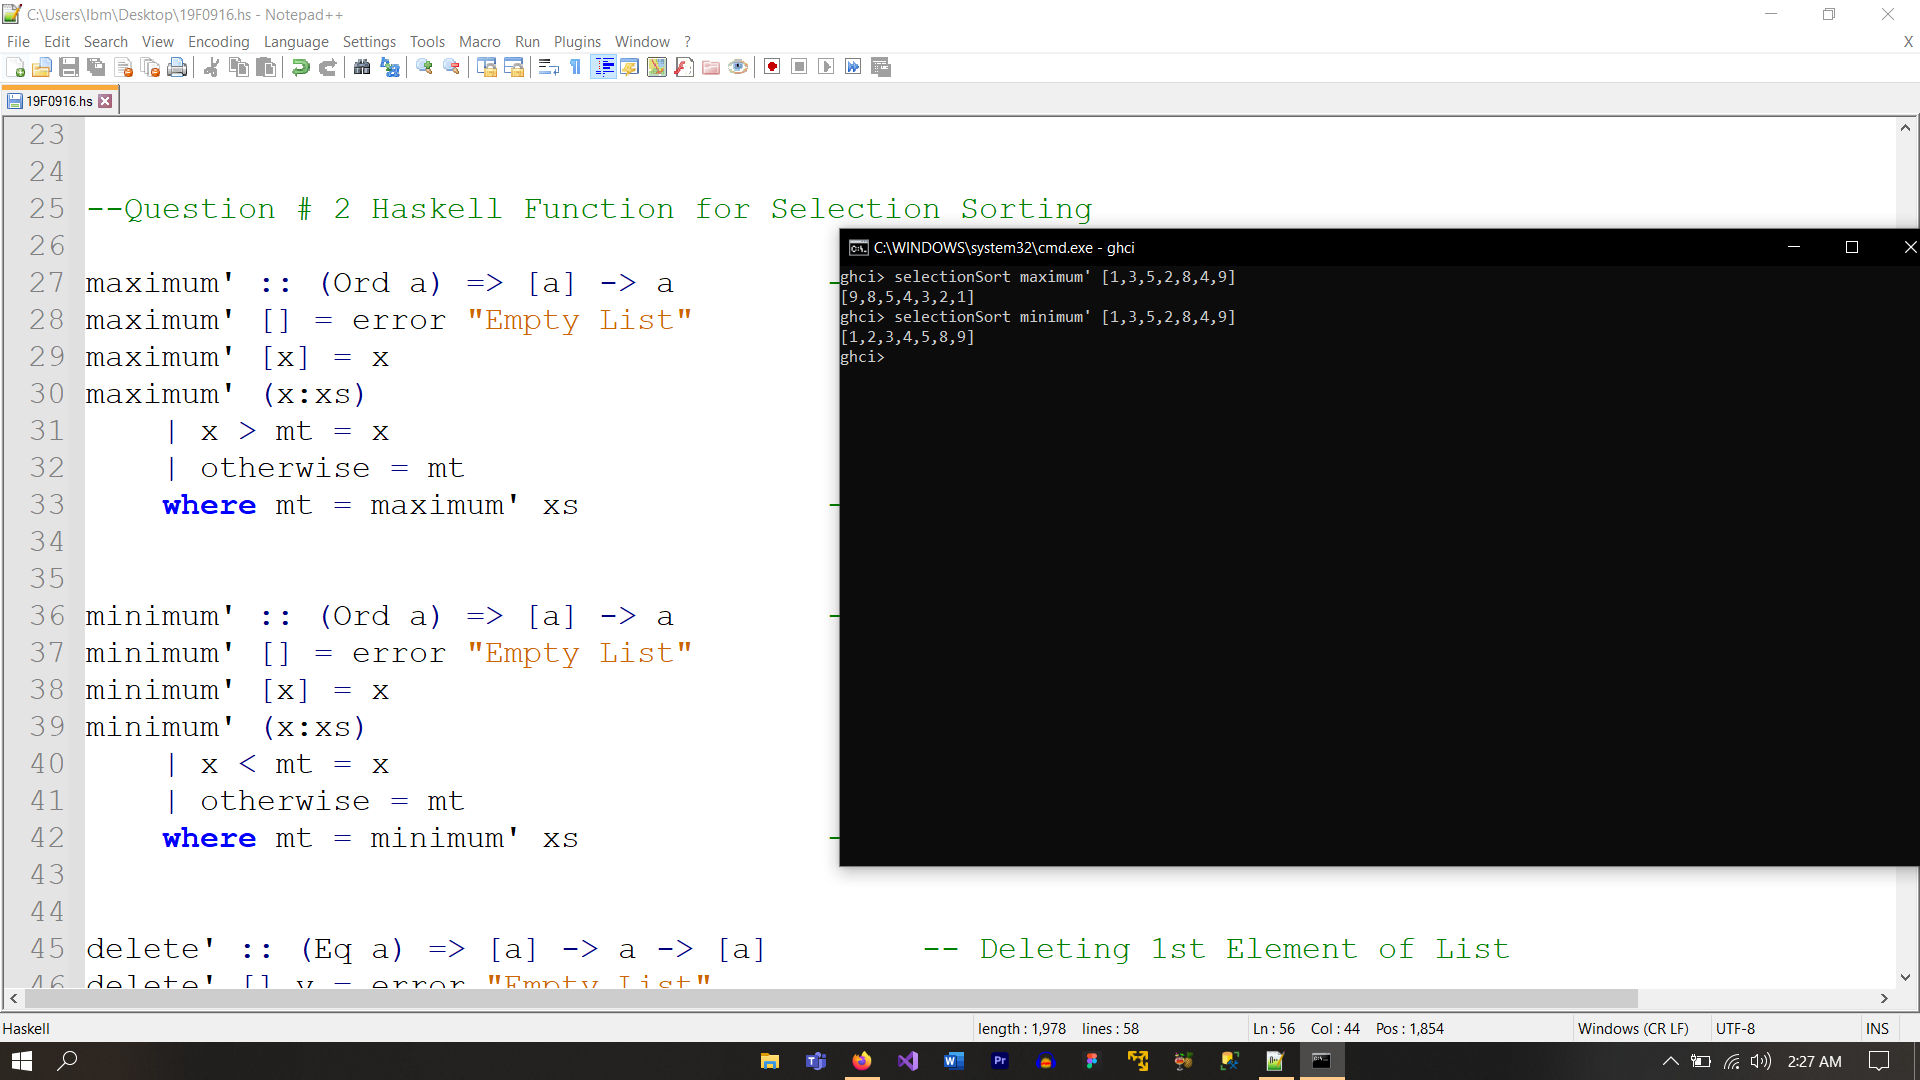 C:\Users\Ibm\Desktop\19F0916.hs - Notepad++
File Edit Search View Encoding Language Settings Tools Macro Run Plugins Window ? X
19F0916.hs
23
24
25 --Question # 2 Haskell Function for Selection Sorting
26
27 maximum' :: (Ord a) => [a] -> a
28 maximum' [] = error "Empty List"
29 maximum' [x] = x
30 maximum' (x:xs)
31 | x > mt = x
32 | otherwise = mt
33 where mt = maximum' xs
34
35
36 minimum' :: (Ord a) => [a] -> a
37 minimum' [] = error "Empty List"
38 minimum' [x] = x
39 minimum' (x:xs)
40 | x < mt = x
41 | otherwise = mt
42 where mt = minimum' xs
43
44
45 delete' :: (Eq a) => [a] -> a -> [a] -- Deleting 1st Element of List
46 delete' [] y = error "Empty List"
C:\WINDOWS\system32\cmd.exe - ghci
ghci> selectionSort maximum' [1,3,5,2,8,4,9]
[9,8,5,4,3,2,1]
ghci> selectionSort minimum' [1,3,5,2,8,4,9]
[1,2,3,4,5,8,9]
ghci>
Haskell length : 1,978 lines : 58 Ln : 56 Col : 44 Pos : 1,854 Windows (CR LF) UTF-8 INS
2:27 AM